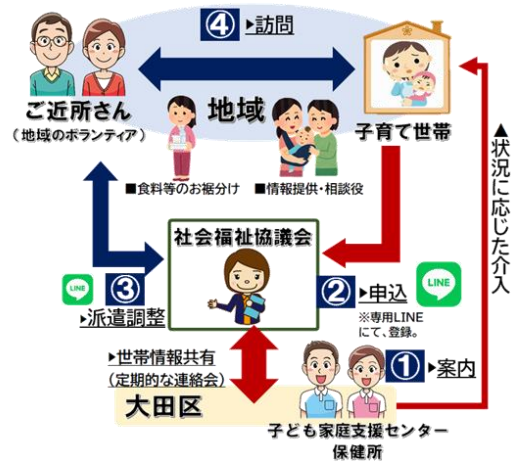 ④▶訪問
ご近所さん
(地域のボランティア)
地域
子育て世帯
■食料等のお裾分け
■情報提供・相談役
▲状況に応じた介入
社会福祉協議会
LINE
③
▶派遣調整
②▶申込
LINE
※専用LINE
にて、登録。
▶世帯情報共有
(定期的な連絡会)
①▶案内
大田区
子ども家庭支援センター
保健所